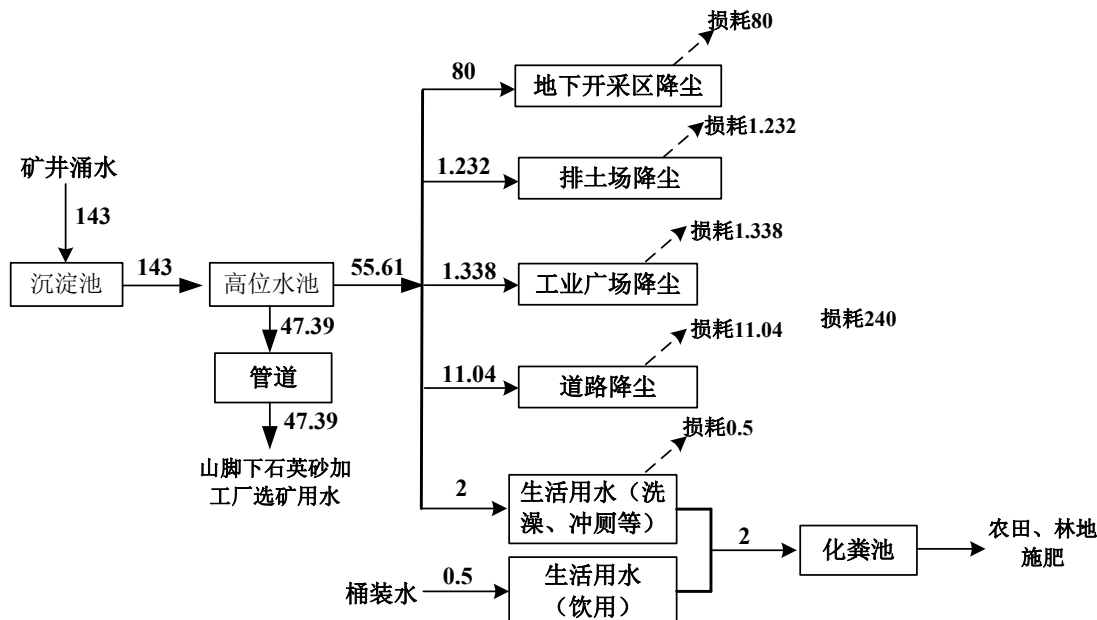 损耗80
80
地下开采区降尘
损耗1.232
矿井涌水
1.232
排土场降尘
143
损耗1.338
沉淀池
143
高位水池
55.61
1.338
工业广场降尘
47.39
损耗11.04
损耗240
管道
11.04
道路降尘
47.39
损耗0.5
山脚下石英砂加
工厂选矿用水
2
生活用水（洗
澡、冲厕等）
2
化粪池
农田、林地
施肥
桶装水
0.5
生活用水
（饮用）